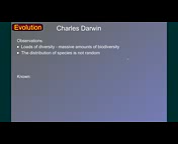 Evolution
Charles Darwin
Observations:
• Loads of diversity - massive amounts of biodiversity
• The distribution of species is not random
Known: